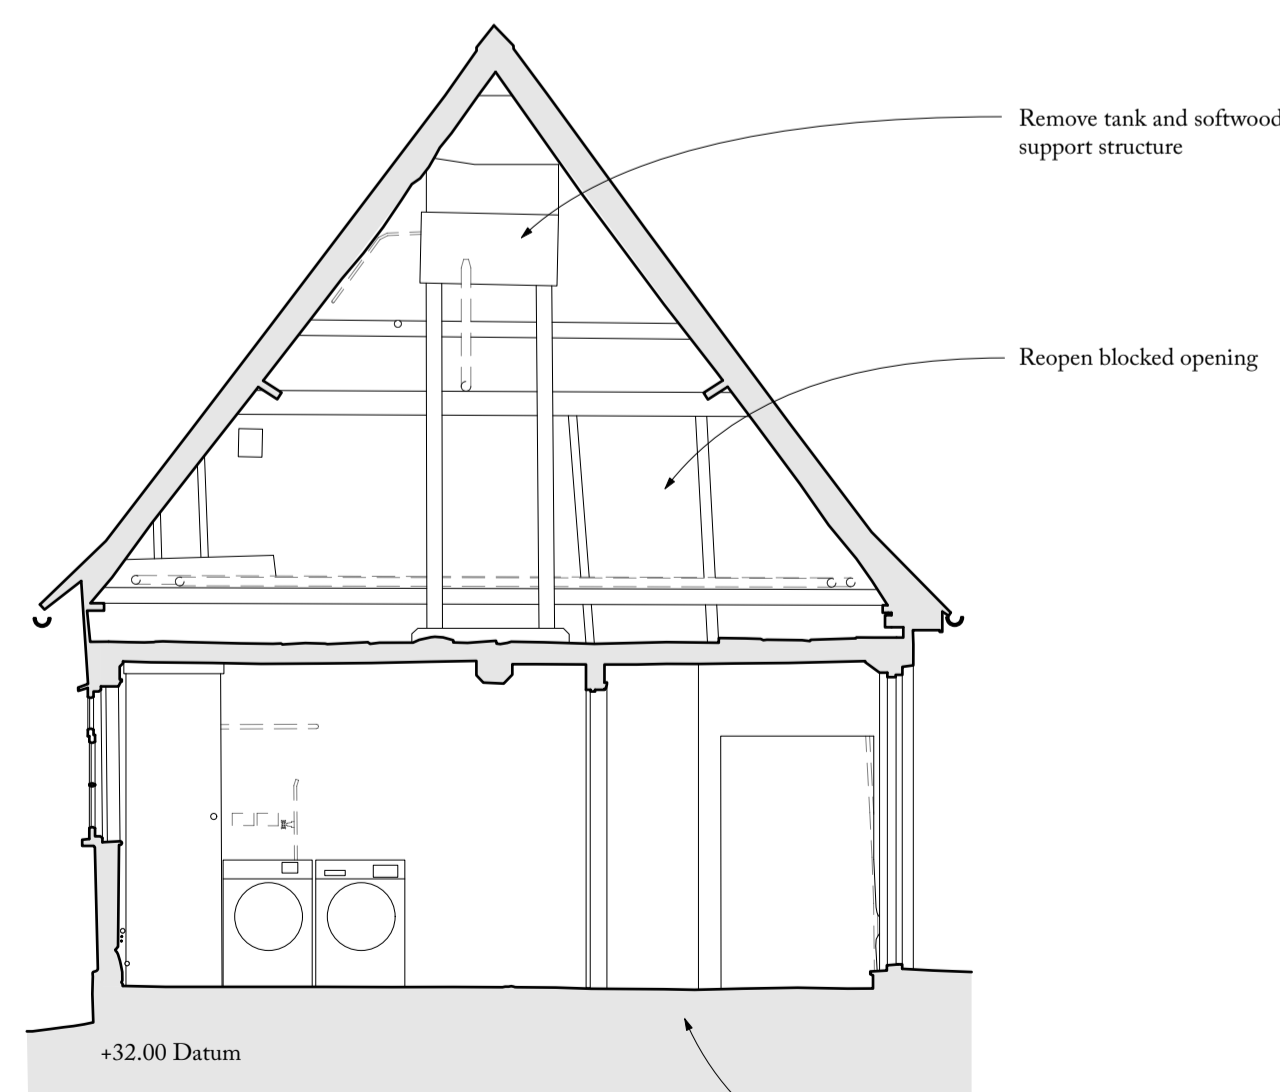 Remove tank and softwood
support structure
Reopen blocked opening
+32.00 Datum